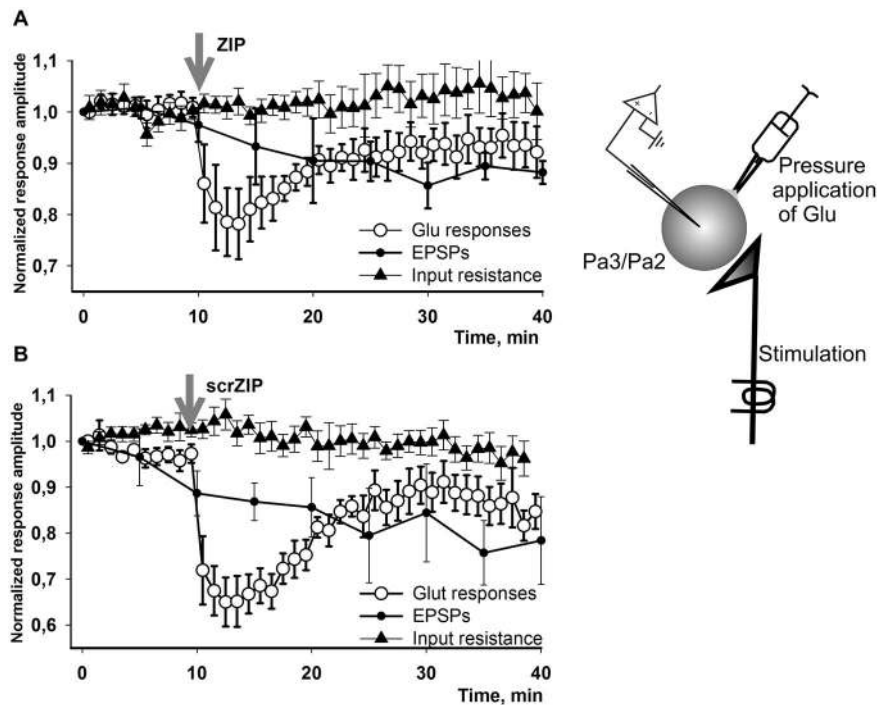 A
ZIP
Normalized response amplitude
1,1
1,0
0,9
0,8
0,7
Glu responses
EPSPs
Input resistance
0 10 20 30 40
Time, min
B
scrZIP
Normalized response amplitude
1,1
1,0
0,9
0,8
0,7
0,6
Glut responses
EPSPs
Input resistance
0 10 20 30 40
Time, min
Pressure
application
of Glu
Pa3/Pa2
Stimulation